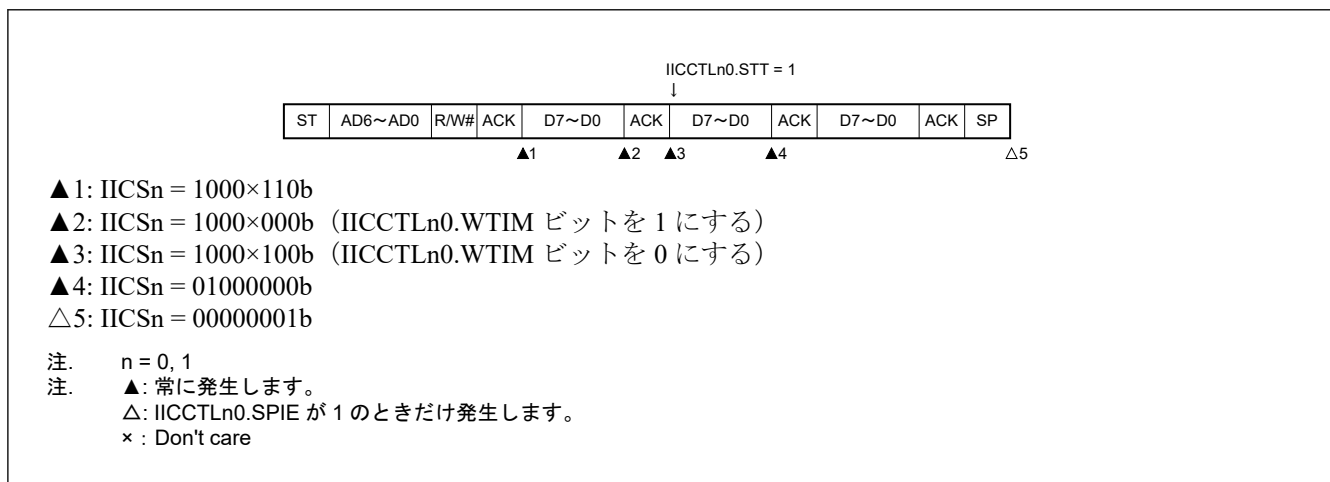 IICCTLn0.STT = 1
↓
ST AD6～AD0 R/W# ACK D7～D0 ACK D7～D0 ACK D7～D0 ACK SP
▲1 ▲2 ▲3 ▲4 △5
▲1: IICSn = 1000×110b
▲2: IICSn = 1000×000b（IICCTLn0.WTIM ビットを 1 にする）
▲3: IICSn = 1000×100b（IICCTLn0.WTIM ビットを 0 にする）
▲4: IICSn = 01000000b
△5: IICSn = 00000001b
注. n = 0, 1
注. ▲: 常に発生します。
△: IICCTLn0.SPIE が 1 のときだけ発生します。
×：Don't care